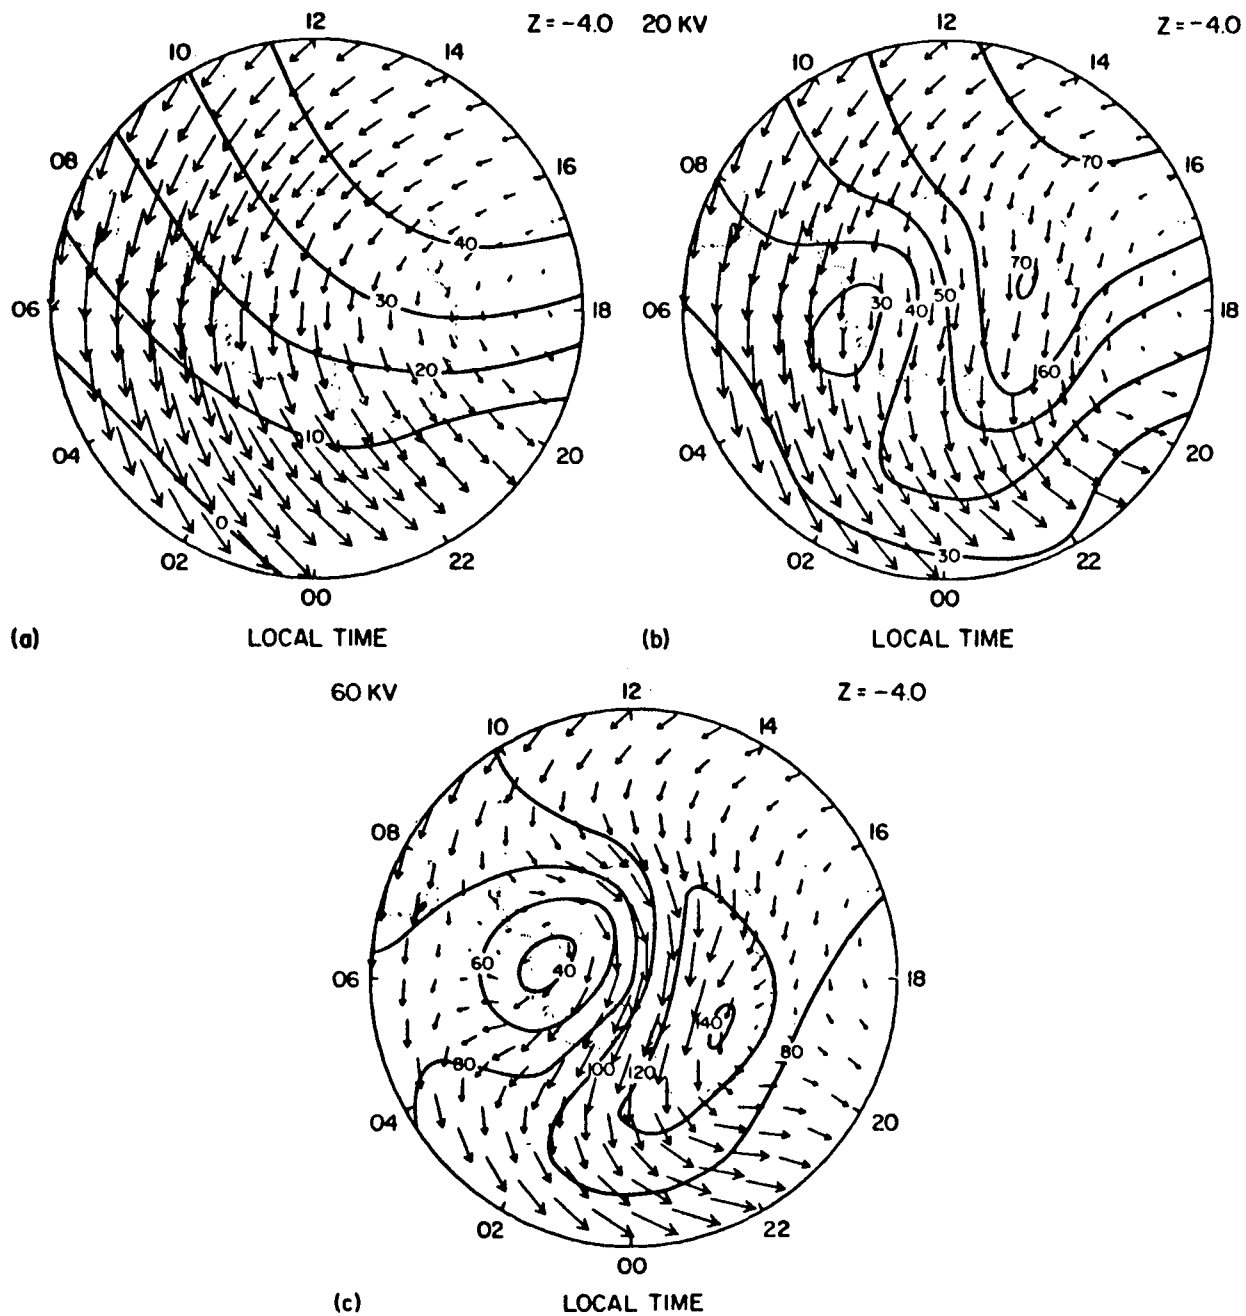 12 Z = -4.0
10 14
08 16
40
06 30 18
20
10
04 20
0
02 22
00
(a) LOCAL TIME
20 KV 12 Z = -4.0
10 14
70
08 16
70
06 30 40 50 18
60
04 20
30
02 22
00
(b) LOCAL TIME
60 KV 12 Z = -4.0
10 14
08 16
06 60 40 18
140
80 100 120 80
04 20
02 22
00
(c) LOCAL TIME